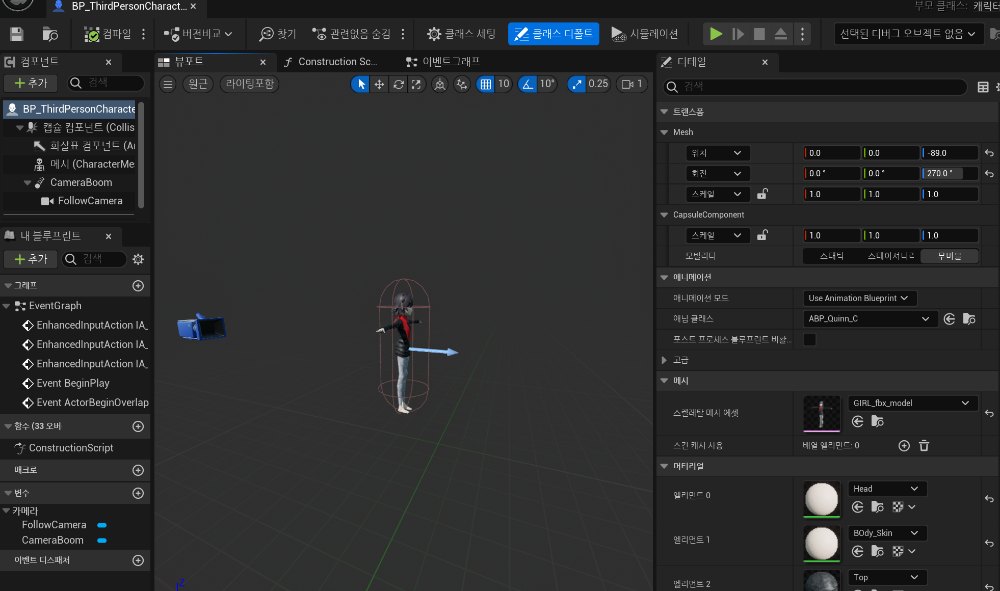 BP_ThirdPersonCharact...
부모 클래스: 캐릭터
컴파일
버전비교
찾기
관련없음 숨김
클래스 세팅
클래스 디폴트
시뮬레이션
선택된 디버그 오브젝트 없음
컴포넌트
추가
검색
BP_ThirdPersonCharacte
캡슐 컴포넌트 (Collis
화살표 컴포넌트 (Ar
메시 (CharacterMe
CameraBoom
FollowCamera
내 블루프린트
추가
검색
그래프
EventGraph
EnhancedInputAction IA_
EnhancedInputAction IA_
EnhancedInputAction IA_
Event BeginPlay
Event ActorBeginOverlap
함수 (33 오버
ConstructionScript
매크로
변수
카메라
FollowCamera
CameraBoom
이벤트 디스패처
뷰포트
Construction Sc...
이벤트그래프
원근
라이팅포함
10
10°
0.25
1
Z
디테일
검색
트랜스폼
Mesh
위치 0.0 0.0 -89.0
회전 0.0 ° 0.0 ° 270.0 °
스케일 1.0 1.0 1.0
CapsuleComponent
스케일 1.0 1.0 1.0
모빌리티 스태틱 스테이셔너리 무버블
애니메이션
애니메이션 모드 Use Animation Blueprint
애님 클래스 ABP_Quinn_C
포스트 프로세스 블루프린트 비활...
고급
메시
스켈레탈 메시 에셋 GIRL_fbx_model
스킨 캐시 사용 배열 엘리먼트: 0
머티리얼
엘리먼트 0 Head
엘리먼트 1 BOdy_Skin
엘리먼트 2 Top